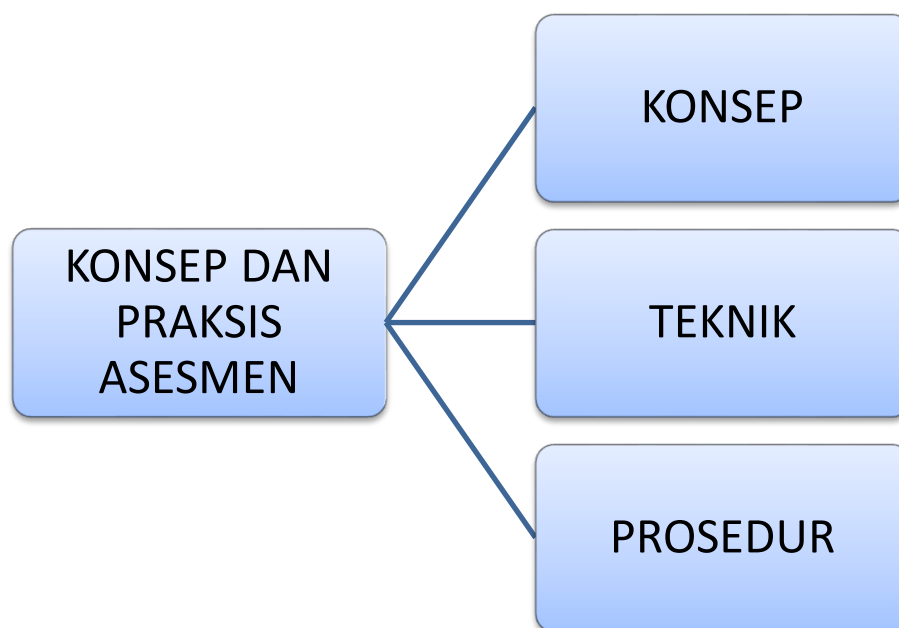 KONSEP DAN
PRAKSIS
ASESMEN
KONSEP
TEKNIK
PROSEDUR